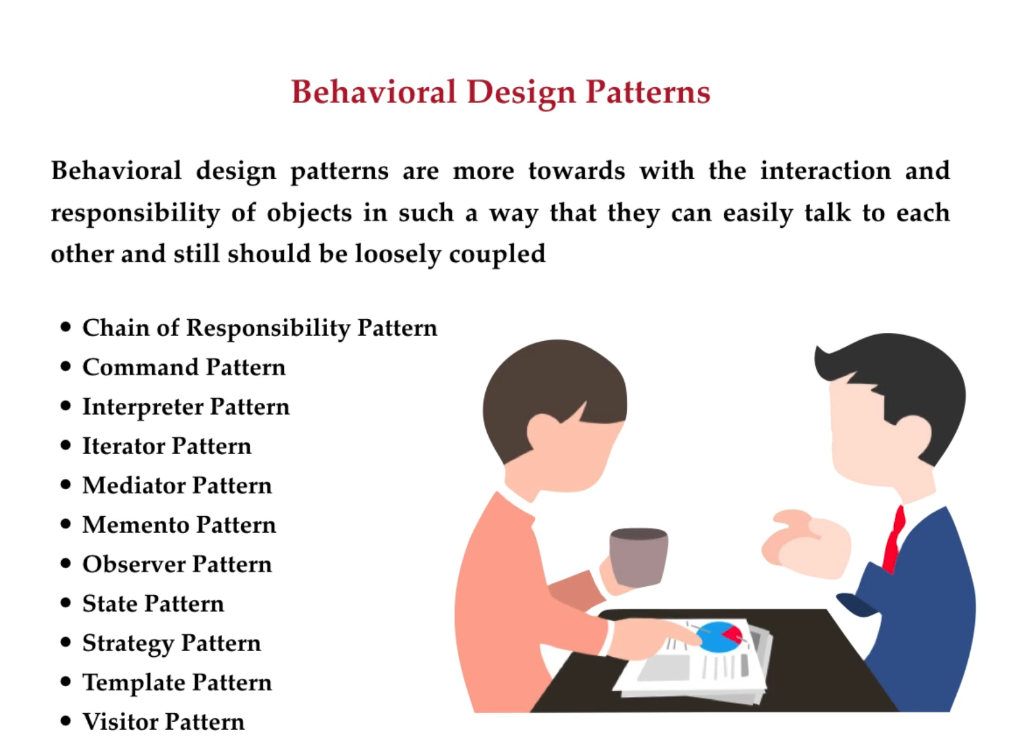 Behavioral Design Patterns
Behavioral design patterns are more towards with the interaction and
responsibility of objects in such a way that they can easily talk to each
other and still should be loosely coupled
• Chain of Responsibility Pattern
• Command Pattern
• Interpreter Pattern
• Iterator Pattern
• Mediator Pattern
• Memento Pattern
• Observer Pattern
• State Pattern
• Strategy Pattern
• Template Pattern
• Visitor Pattern